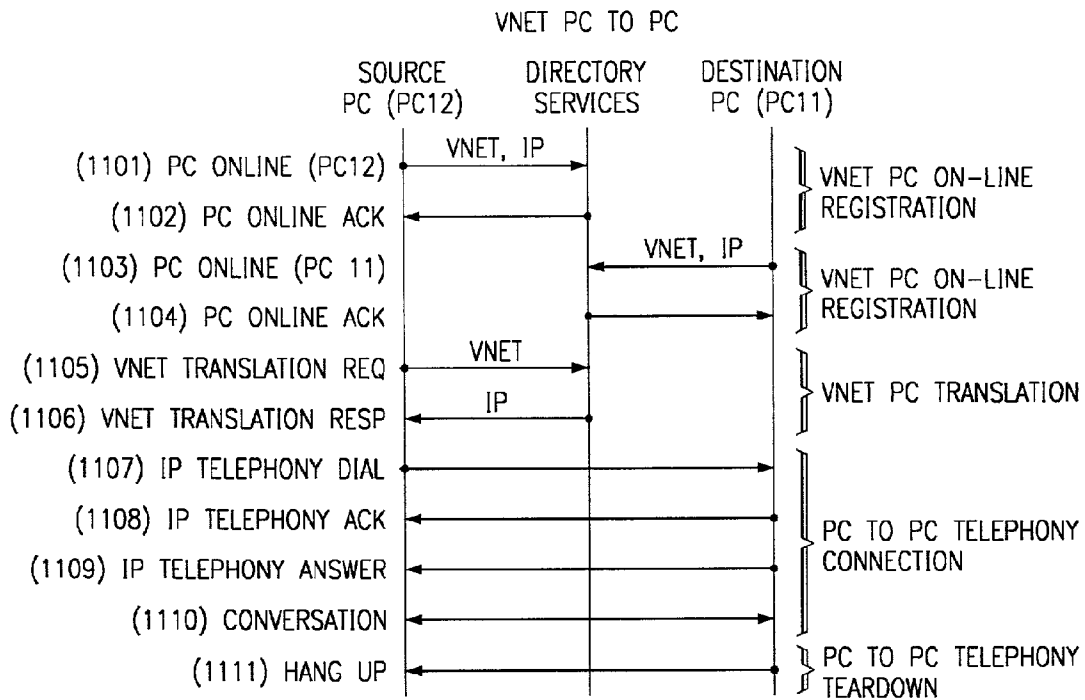 VNET PC TO PC
SOURCE PC (PC12)
DIRECTORY SERVICES
DESTINATION PC (PC11)
(1101) PC ONLINE (PC12)
VNET, IP
VNET PC ON-LINE REGISTRATION
(1102) PC ONLINE ACK
(1103) PC ONLINE (PC 11)
VNET, IP
VNET PC ON-LINE REGISTRATION
(1104) PC ONLINE ACK
(1105) VNET TRANSLATION REQ
VNET
VNET PC TRANSLATION
(1106) VNET TRANSLATION RESP
IP
(1107) IP TELEPHONY DIAL
(1108) IP TELEPHONY ACK
PC TO PC TELEPHONY CONNECTION
(1109) IP TELEPHONY ANSWER
(1110) CONVERSATION
(1111) HANG UP
PC TO PC TELEPHONY TEARDOWN